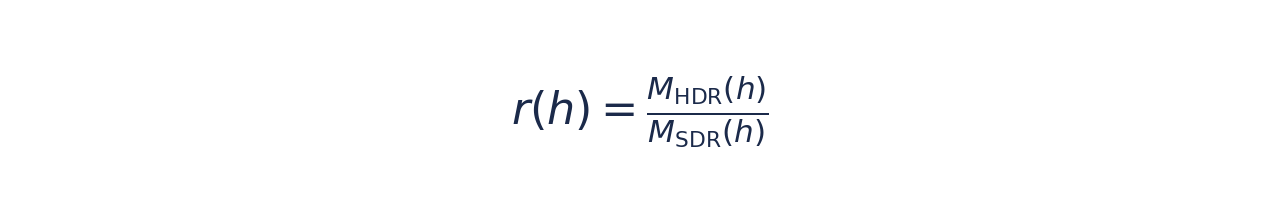 r(h) = M_HDR(h) / M_SDR(h)